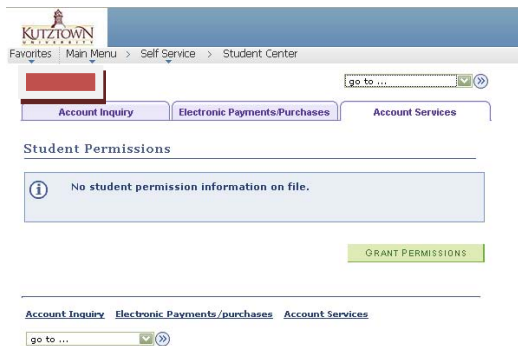 KUTZTOWN
UNIVERSITY
Favorites Main Menu > Self Service > Student Center
go to ...
Account Inquiry Electronic Payments/Purchases Account Services
Student Permissions
No student permission information on file.
GRANT PERMISSIONS
Account Inquiry Electronic Payments/purchases Account Services
go to ...